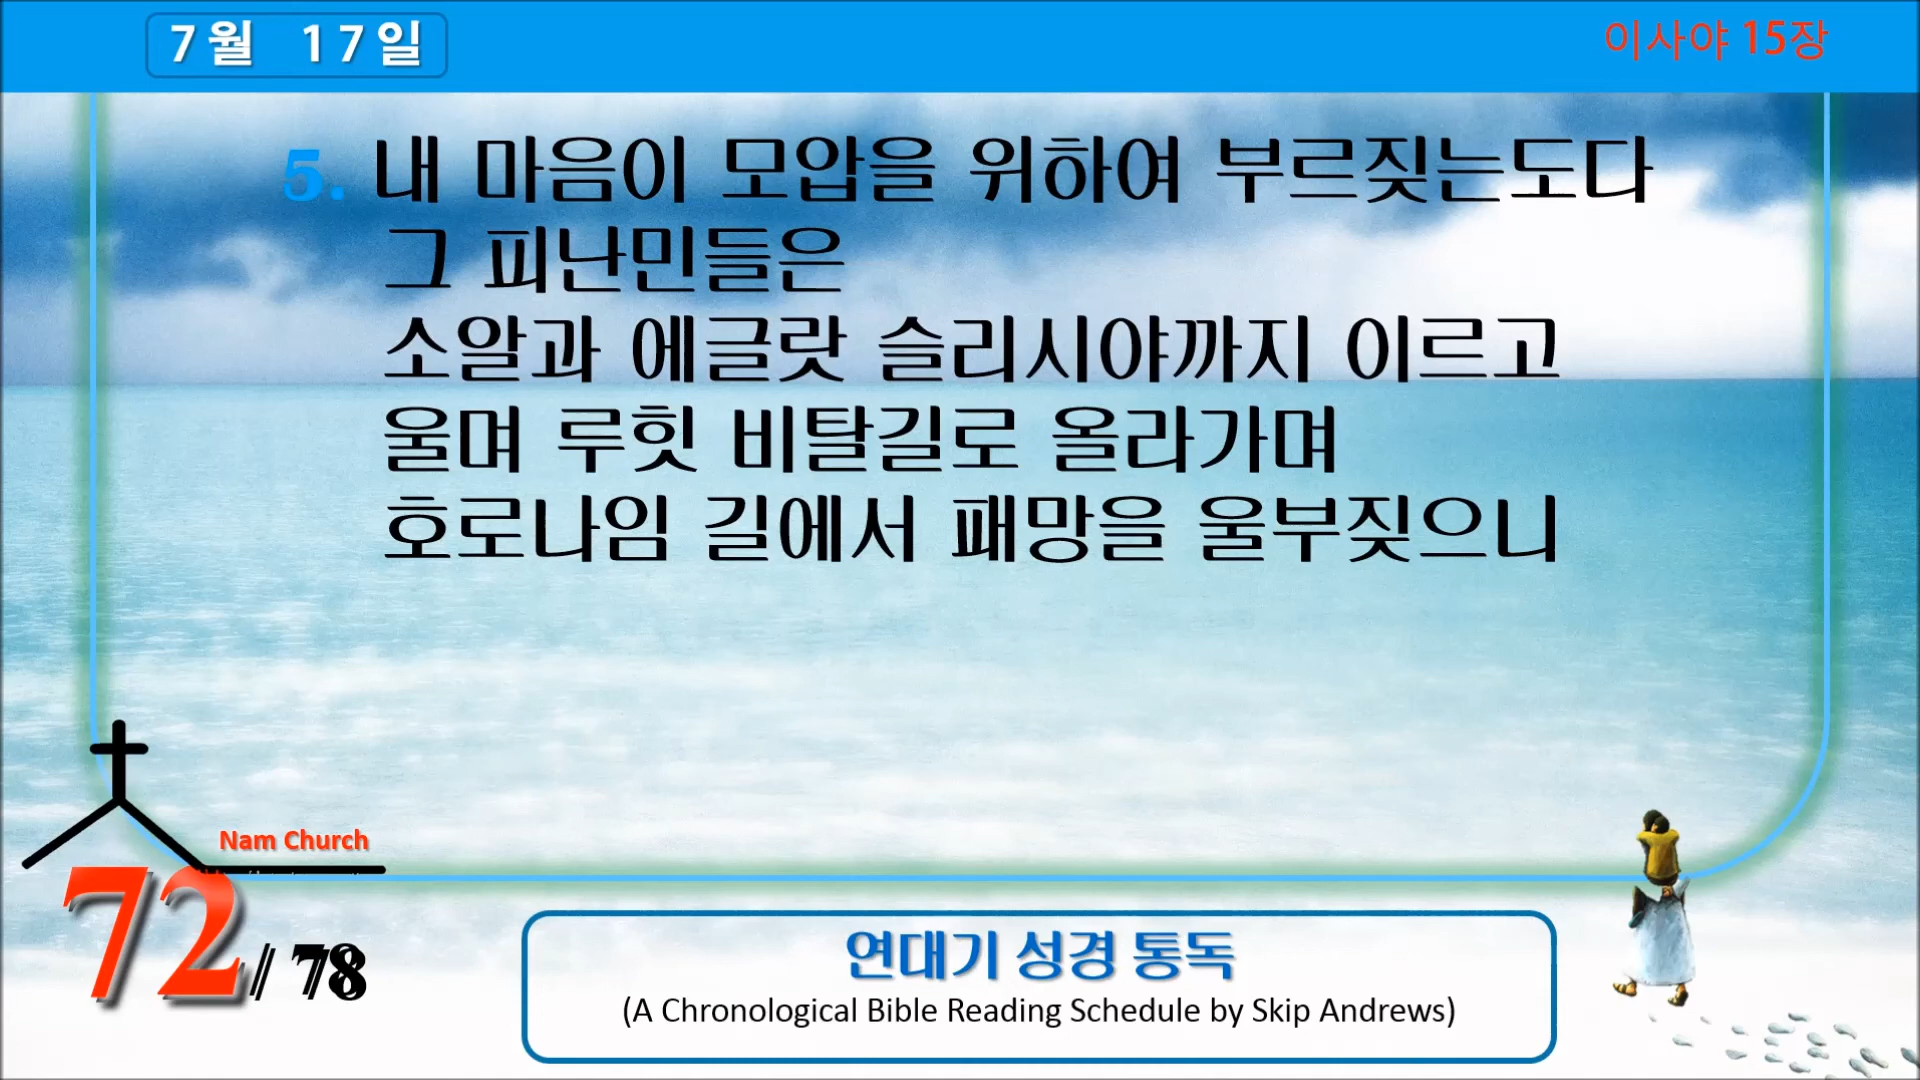 7월 17일
이사야 15장
5. 내 마음이 모압을 위하여 부르짖는도다
그 피난민들은
소알과 에글랏 슬리시야까지 이르고
울며 루힛 비탈길로 올라가며
호로나임 길에서 패망을 울부짖으니
Nam Church
72 / 78
연대기 성경 통독
(A Chronological Bible Reading Schedule by Skip Andrews)